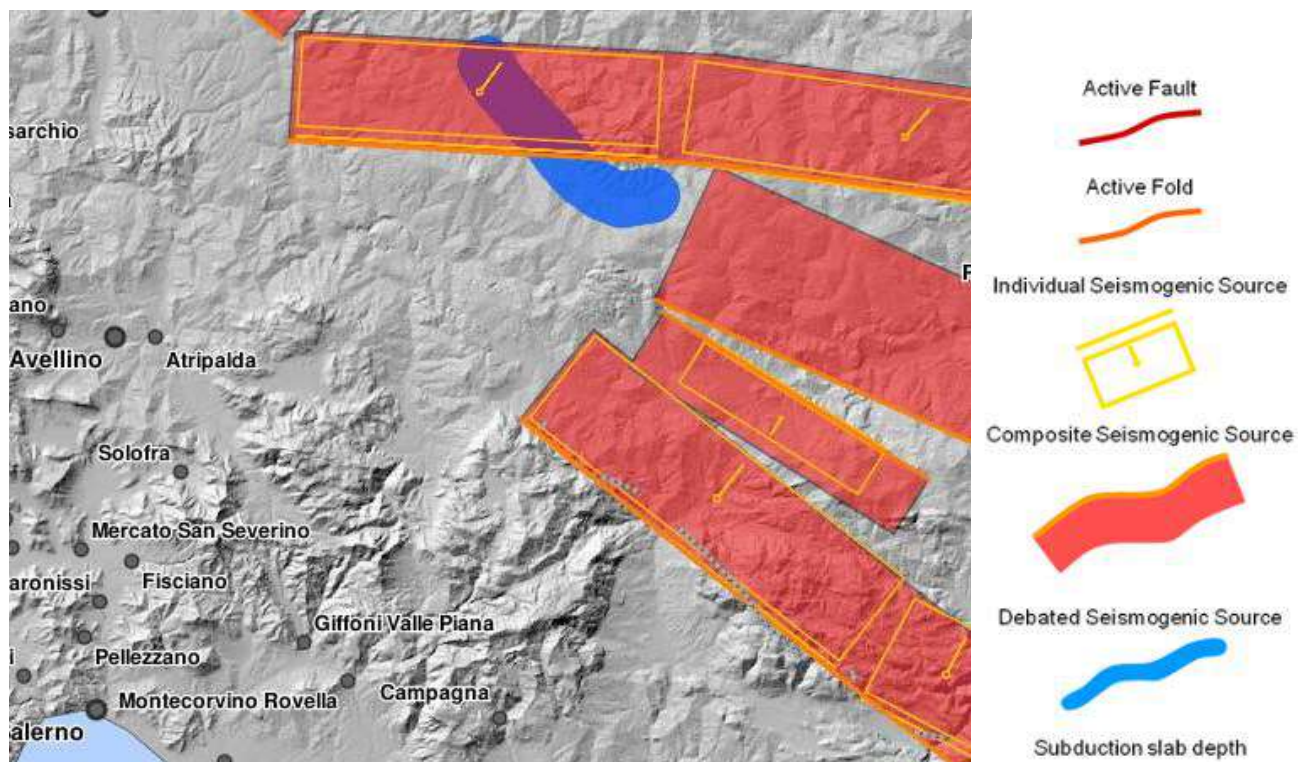 sarchio
ano
Avellino
Atripalda
Solofra
Mercato San Severino
aronissi
Fisciano
Giffoni Valle Piana
Pellezzano
Montecorvino Rovella
Campagna
alerno
F
Active Fault
Active Fold
Individual Seismogenic Source
Composite Seismogenic Source
Debated Seismogenic Source
Subduction slab depth